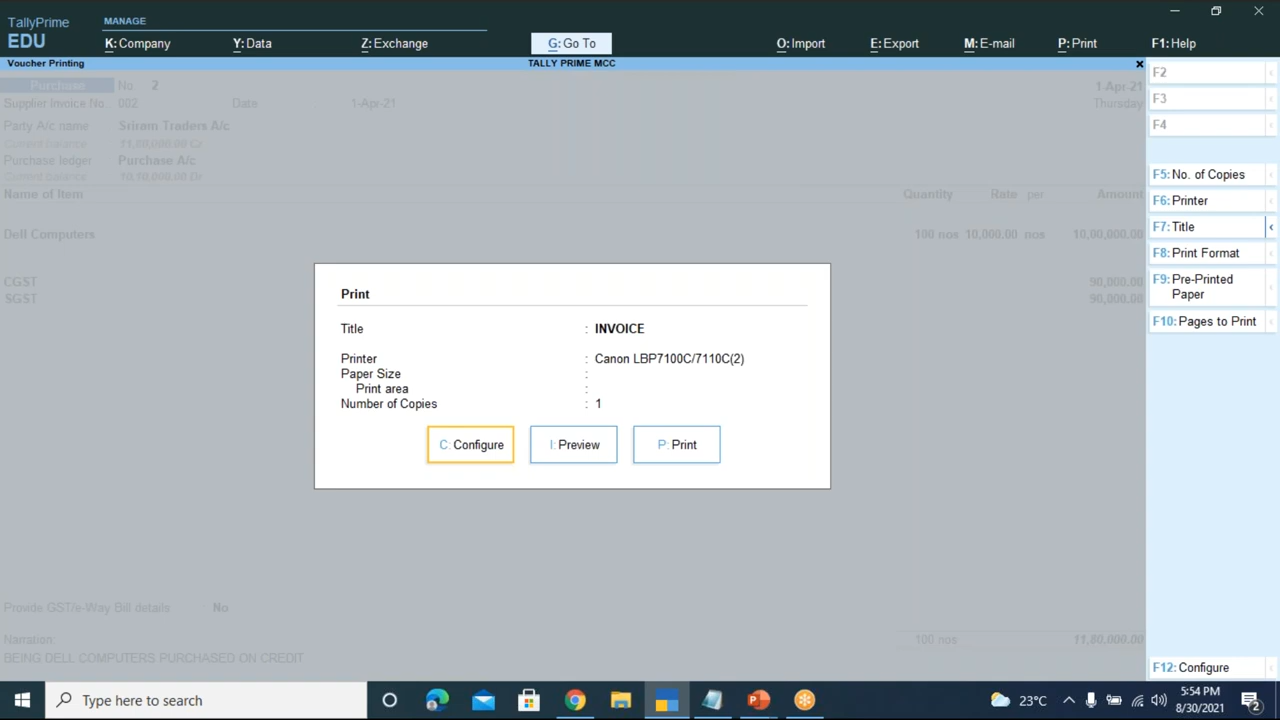 TallyPrime
EDU
MANAGE
K: Company
Y: Data
Z: Exchange
G: Go To
O: Import
E: Export
M: E-mail
P: Print
F1: Help
Voucher Printing
TALLY PRIME MCC
Purchase No. 2
1-Apr-21
Supplier Invoice No. 002 Date 1-Apr-21
Thursday
Party A/c name Sriram Traders A/c
Current balance 11,80,000.00 Cr
Purchase ledger Purchase A/c
Current balance 10,10,000.00 Dr
Name of Item Quantity Rate per Amount
Dell Computers 100 nos 10,000.00 nos 10,00,000.00
CGST 90,000.00
SGST 90,000.00
Print
Title : INVOICE
Printer : Canon LBP7100C/7110C(2)
Paper Size :
Print area :
Number of Copies : 1
C: Configure
I: Preview
P: Print
Provide GST/e-Way Bill details : No
Narration: 100 nos 11,80,000.00
BEING DELL COMPUTERS PURCHASED ON CREDIT
F2
F3
F4
F5: No. of Copies
F6: Printer
F7: Title
F8: Print Format
F9: Pre-Printed
Paper
F10: Pages to Print
F12: Configure
Type here to search
23°C
5:54 PM
8/30/2021
2